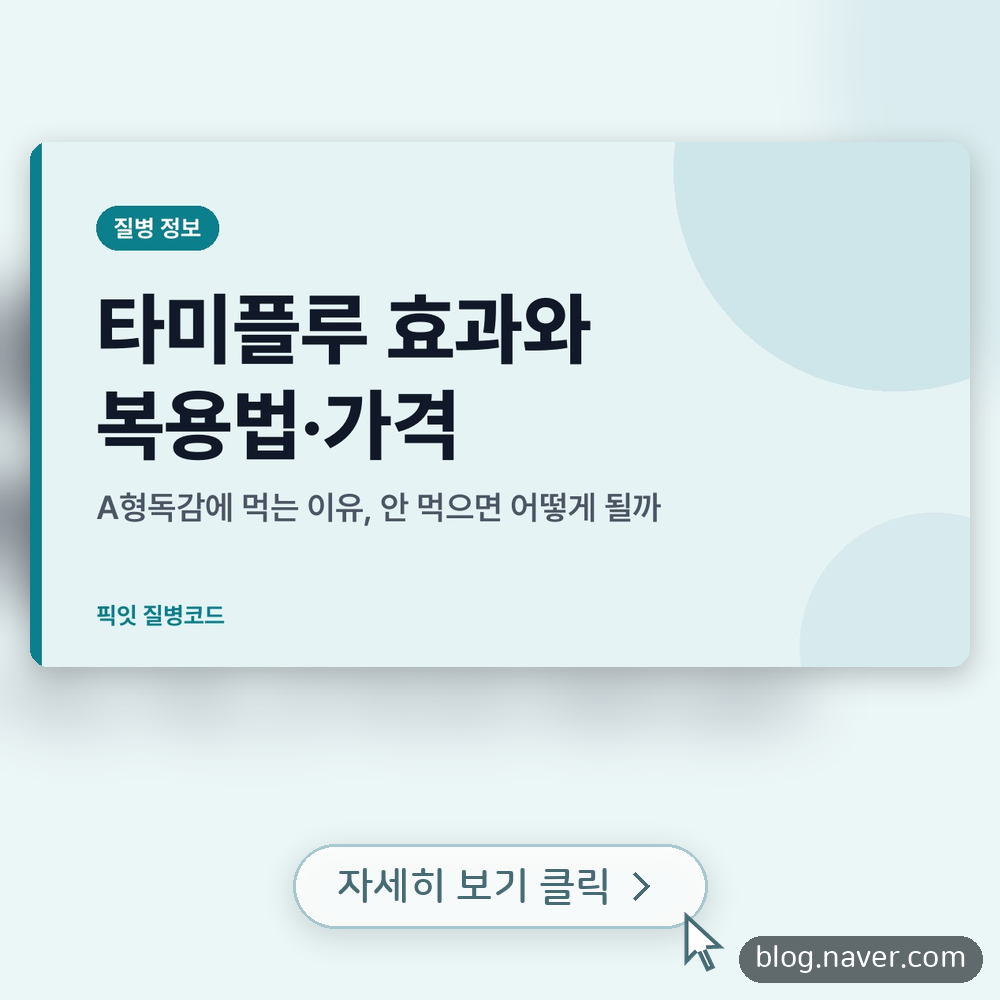 질병 정보
타미플루 효과와
복용법·가격
A형독감에 먹는 이유, 안 먹으면 어떻게 될까
픽잇 질병코드
자세히 보기 클릭
blog.naver.com